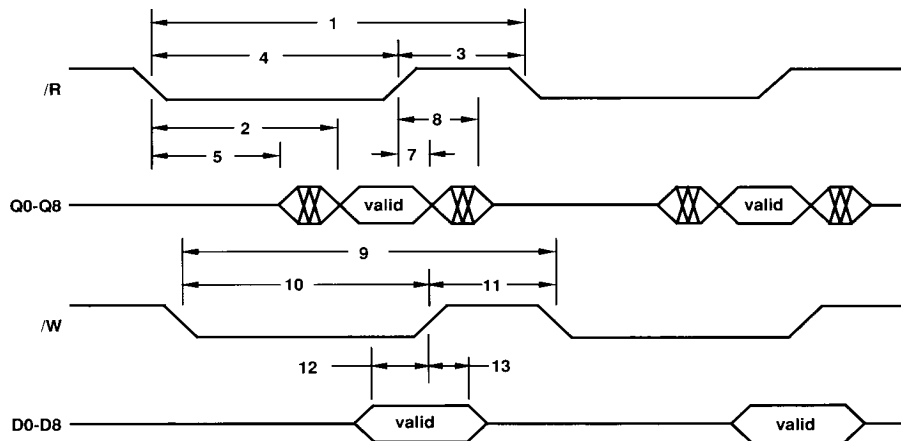 1
4 3
/R
2 8
5 7
Q0-Q8 valid valid
9
10 11
/W
12 13
D0-D8 valid valid